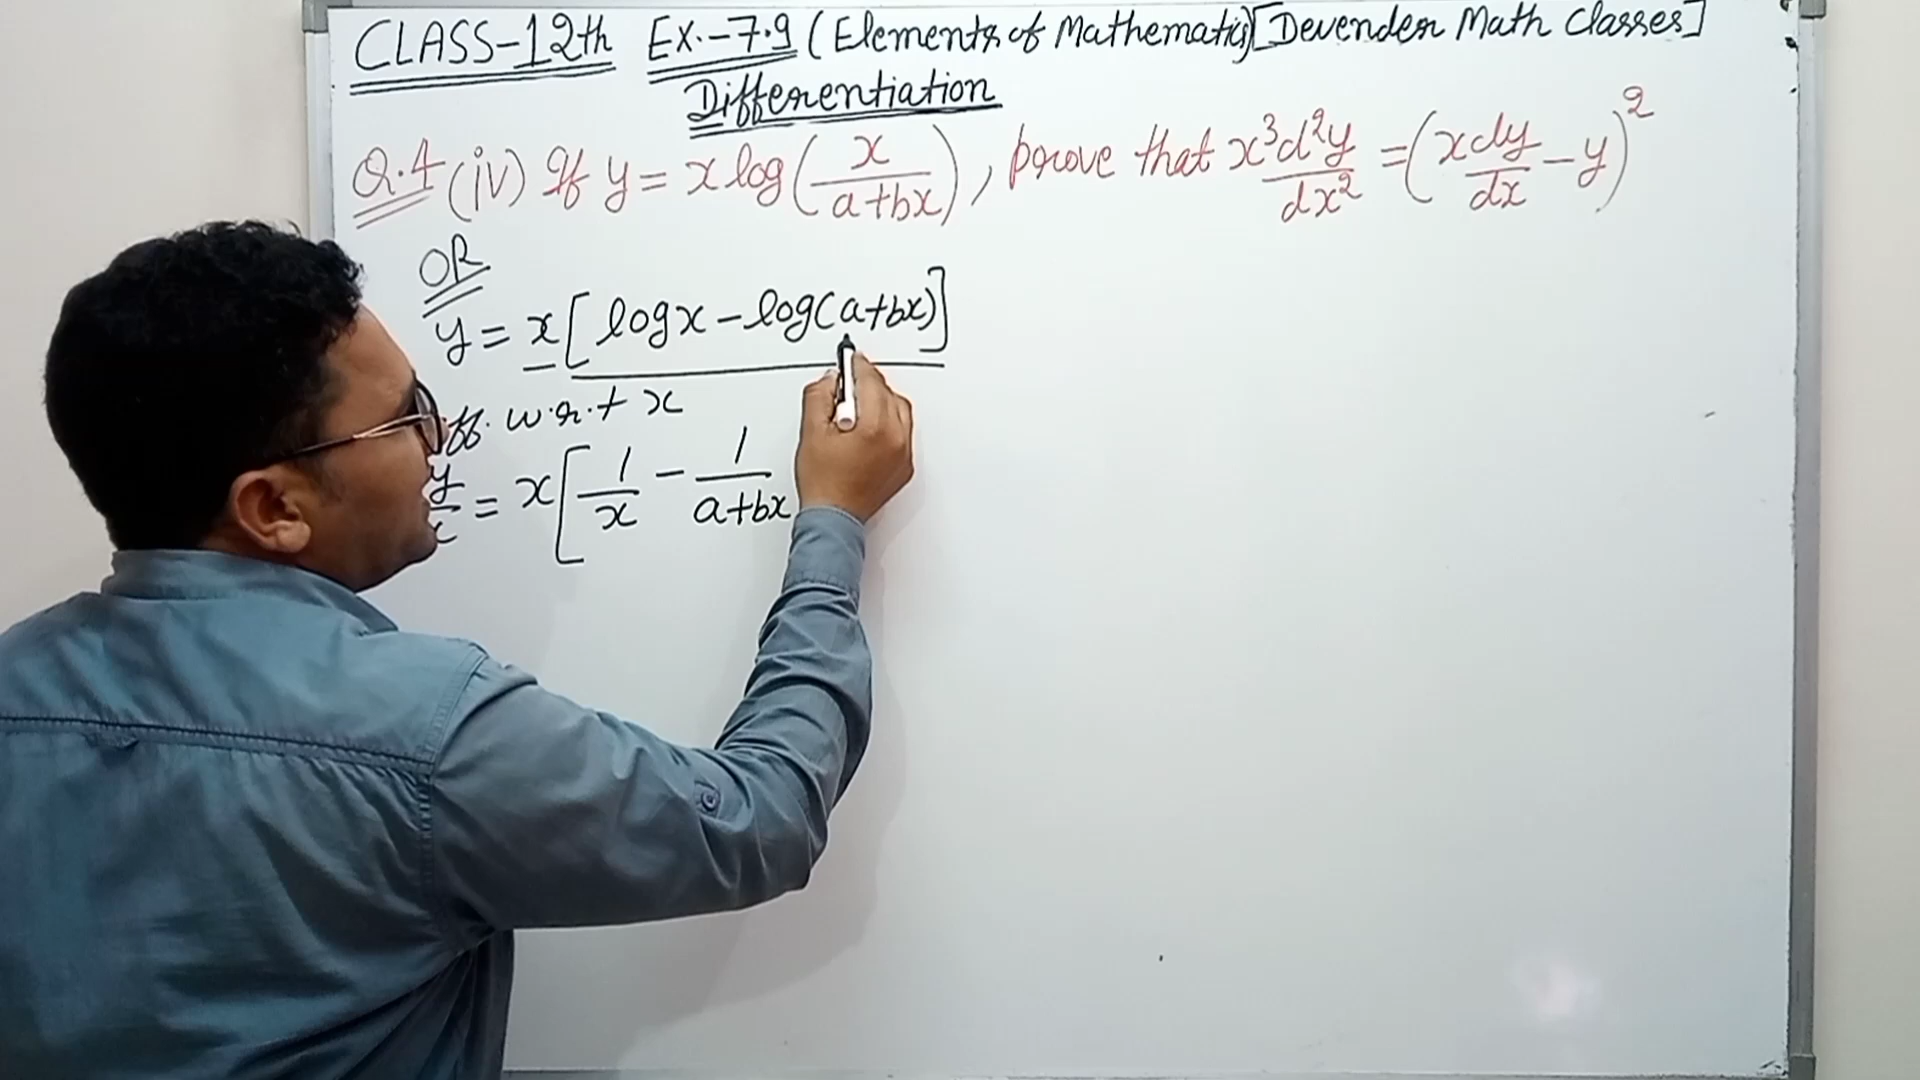 CLASS-12th EX.-7.9 (Elements of Mathematics) [Devender Math Classes]
Differentiation
Q.4 (iv) If y = x log(x/(a+bx)), prove that x³ d²y/dx² = (x dy/dx - y)²
OR
y = x[logx - log(a+bx)]
w.r.t x
= x[1/x - 1/(a+bx)